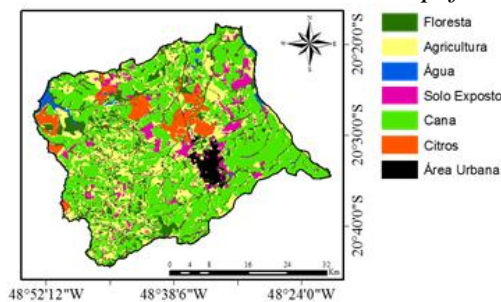 Floresta
Agricultura
Água
Solo Exposto
Cana
Citros
Área Urbana
20°20'0"S
20°30'0"S
20°40'0"S
0 4 8 16 24 32
Km
48°52'12"W 48°38'6"W 48°24'0"W